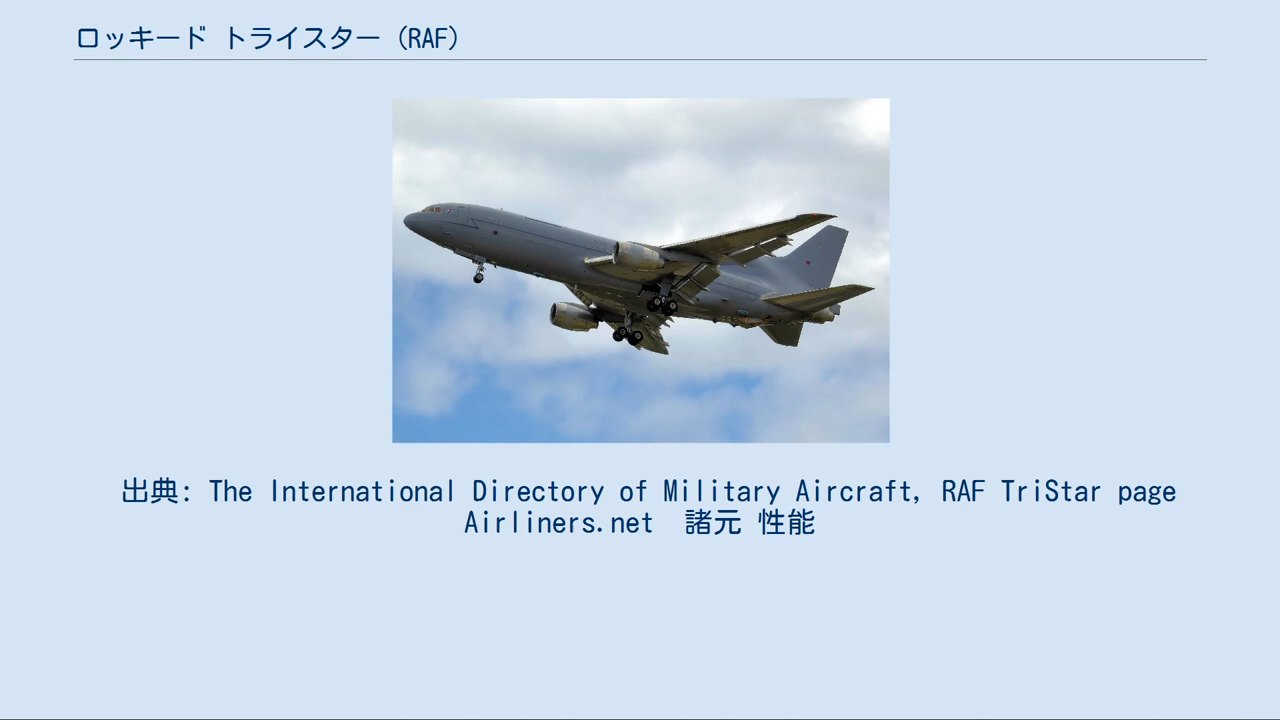 ロッキード トライスター (RAF)
出典: The International Directory of Military Aircraft, RAF TriStar page
Airliners.net  諸元 性能